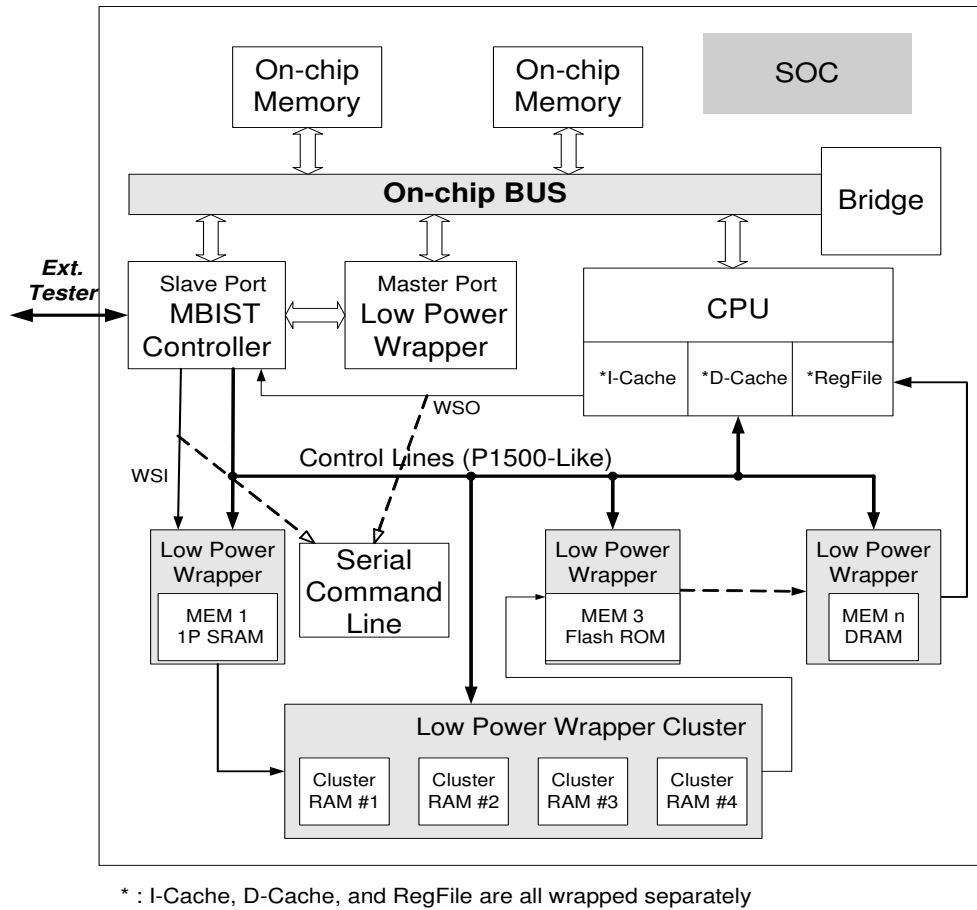 On-chip
Memory
On-chip
Memory
SOC
On-chip BUS
Bridge
Ext.
Tester
Slave Port
MBIST
Controller
Master Port
Low Power
Wrapper
CPU
*I-Cache
*D-Cache
*RegFile
WSO
WSI
Control Lines (P1500-Like)
Low Power
Wrapper
MEM 1
1P SRAM
Serial
Command
Line
Low Power
Wrapper
MEM 3
Flash ROM
Low Power
Wrapper
MEM n
DRAM
Low Power Wrapper Cluster
Cluster
RAM #1
Cluster
RAM #2
Cluster
RAM #3
Cluster
RAM #4
* : I-Cache, D-Cache, and RegFile are all wrapped separately